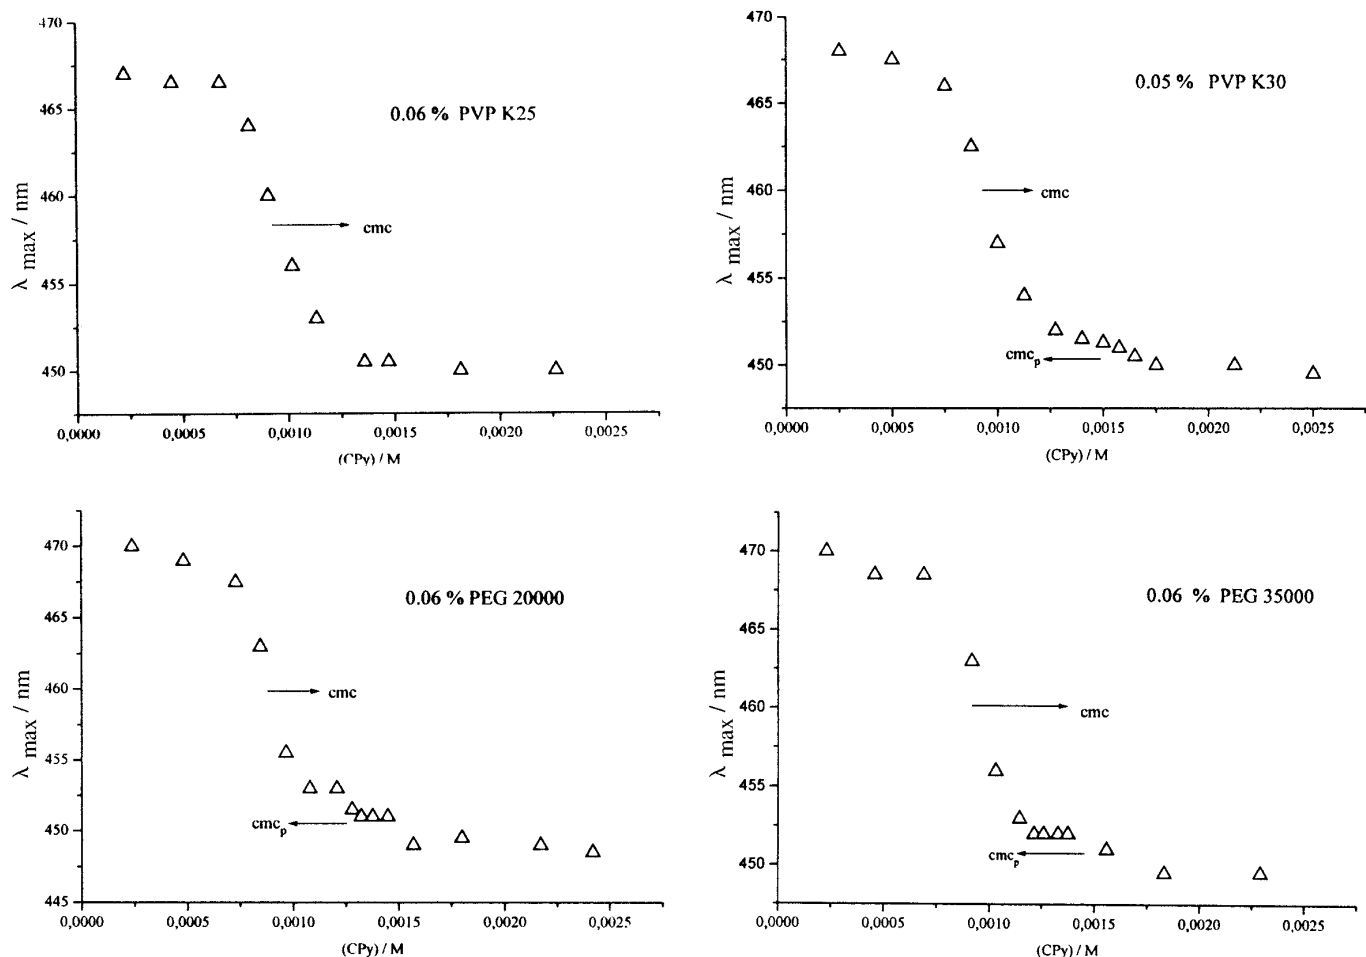 470
465
460
455
450
0,0000
0,0005
0,0010
0,0015
0,0020
0,0025
λ max / nm
(CPy) / M
0.06 % PVP K25
cmc
470
465
460
455
450
0,0000
0,0005
0,0010
0,0015
0,0020
0,0025
λ max / nm
(CPy) / M
0.05 % PVP K30
cmc
cmcp
470
465
460
455
450
445
0,0000
0,0005
0,0010
0,0015
0,0020
0,0025
λ max / nm
(CPy) / M
0.06 % PEG 20000
cmc
cmcp
470
465
460
455
450
0,0000
0,0005
0,0010
0,0015
0,0020
0,0025
λ max / nm
(CPy) / M
0.06 % PEG 35000
cmc
cmcp